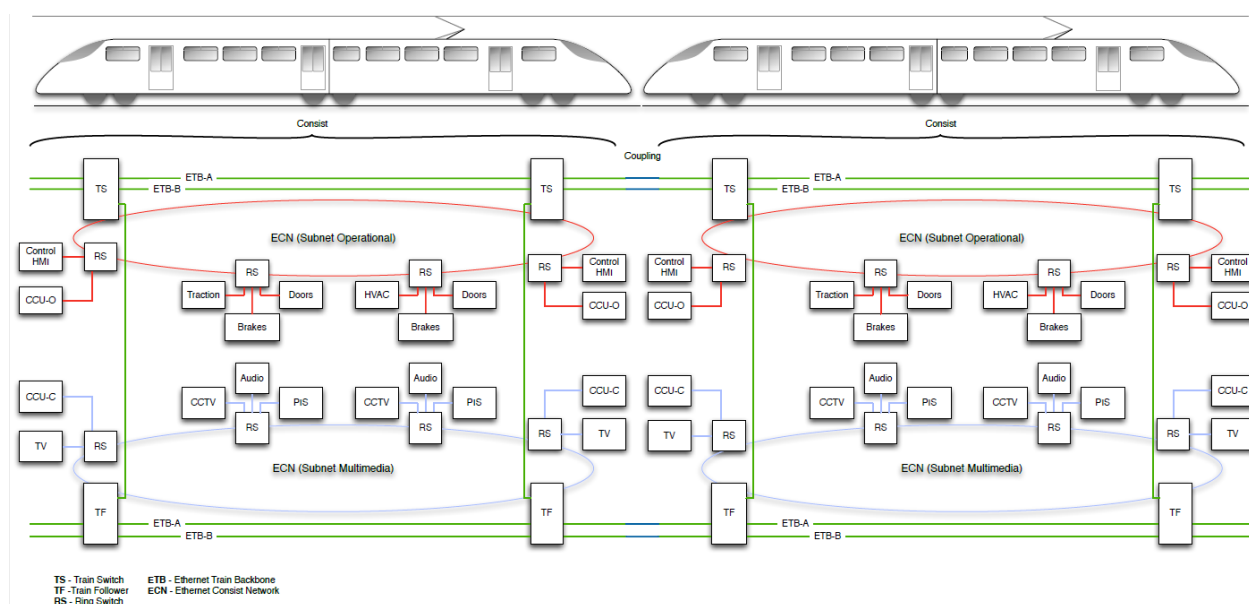 Consist
Consist
Coupling
TS
ETB-A
ETB-B
TS
TS
ETB-A
ETB-B
TS
ECN (Subnet Operational)
ECN (Subnet Operational)
Control HMi
RS
RS
RS
RS
Control HMi
Control HMi
RS
RS
RS
RS
Control HMi
CCU-O
Traction
Doors
HVAC
Doors
CCU-O
CCU-O
Traction
Doors
HVAC
Doors
CCU-O
Brakes
Brakes
Brakes
Brakes
CCU-C
Audio
Audio
CCU-C
CCU-C
Audio
Audio
CCU-C
CCTV
PiS
CCTV
PiS
CCTV
PiS
CCTV
PiS
TV
RS
RS
RS
RS
TV
TV
RS
RS
RS
RS
TV
ECN (Subnet Multimedia)
ECN (Subnet Multimedia)
TF
TF
TF
TF
ETB-A
ETB-B
ETB-A
ETB-B
TS - Train Switch ETB - Ethernet Train Backbone
TF -Train Follower ECN - Ethernet Consist Network
RS - Ring Switch